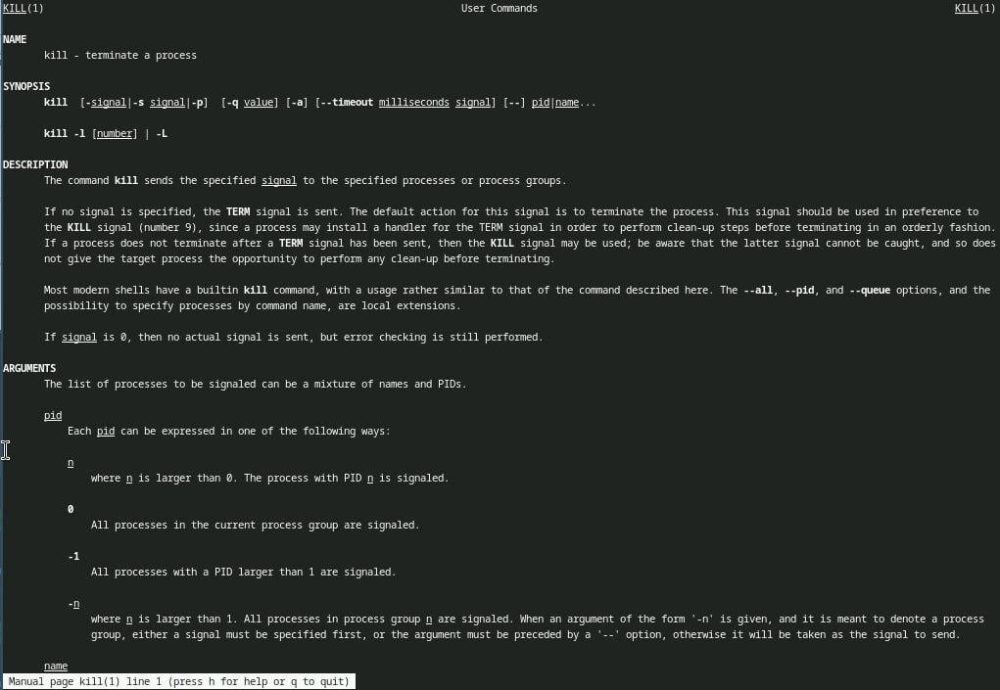 KILL(1) User Commands KILL(1)
NAME
kill - terminate a process
SYNOPSIS
kill [-signal|-s signal|-p] [-q value] [-a] [--timeout milliseconds signal] [--] pid|name...
kill -l [number] | -L
DESCRIPTION
The command kill sends the specified signal to the specified processes or process groups.
If no signal is specified, the TERM signal is sent. The default action for this signal is to terminate the process. This signal should be used in preference to
the KILL signal (number 9), since a process may install a handler for the TERM signal in order to perform clean-up steps before terminating in an orderly fashion.
If a process does not terminate after a TERM signal has been sent, then the KILL signal may be used; be aware that the latter signal cannot be caught, and so does
not give the target process the opportunity to perform any clean-up before terminating.
Most modern shells have a builtin kill command, with a usage rather similar to that of the command described here. The --all, --pid, and --queue options, and the
possibility to specify processes by command name, are local extensions.
If signal is 0, then no actual signal is sent, but error checking is still performed.
ARGUMENTS
The list of processes to be signaled can be a mixture of names and PIDs.
pid
Each pid can be expressed in one of the following ways:
n
where n is larger than 0. The process with PID n is signaled.
0
All processes in the current process group are signaled.
-1
All processes with a PID larger than 1 are signaled.
-n
where n is larger than 1. All processes in process group n are signaled. When an argument of the form '-n' is given, and it is meant to denote a process
group, either a signal must be specified first, or the argument must be preceded by a '--' option, otherwise it will be taken as the signal to send.
name
Manual page kill(1) line 1 (press h for help or q to quit)